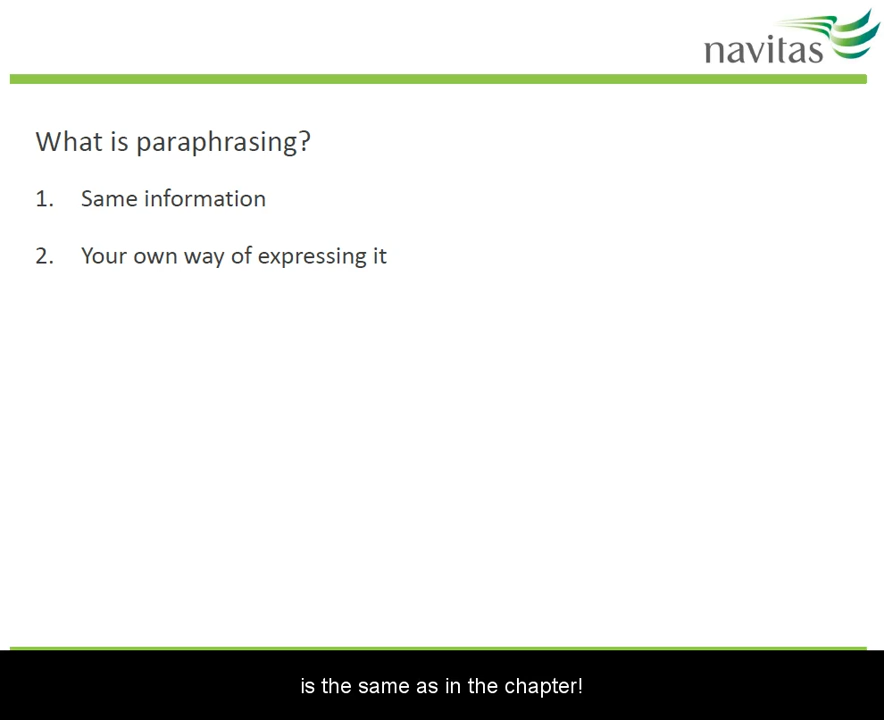 navitas
What is paraphrasing?
1. Same information
2. Your own way of expressing it
is the same as in the chapter!